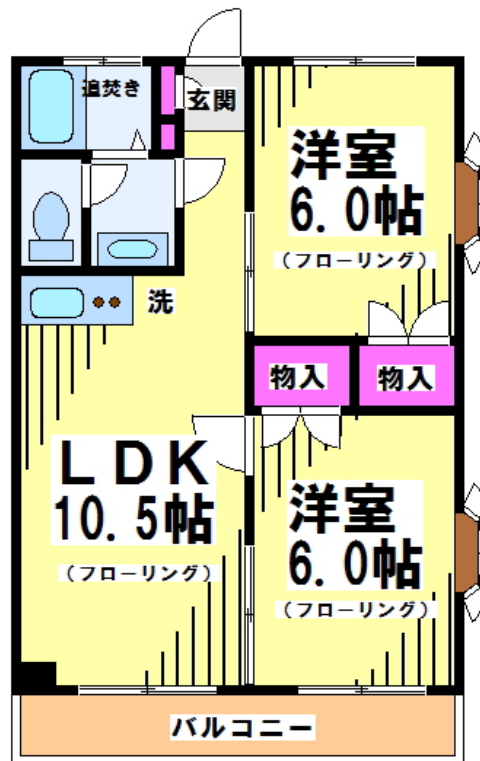 追焚き
玄関
洋室
6.0帖
(フローリング)
洗
物入
物入
LDK
10.5帖
(フローリング)
洋室
6.0帖
(フローリング)
バルコニー